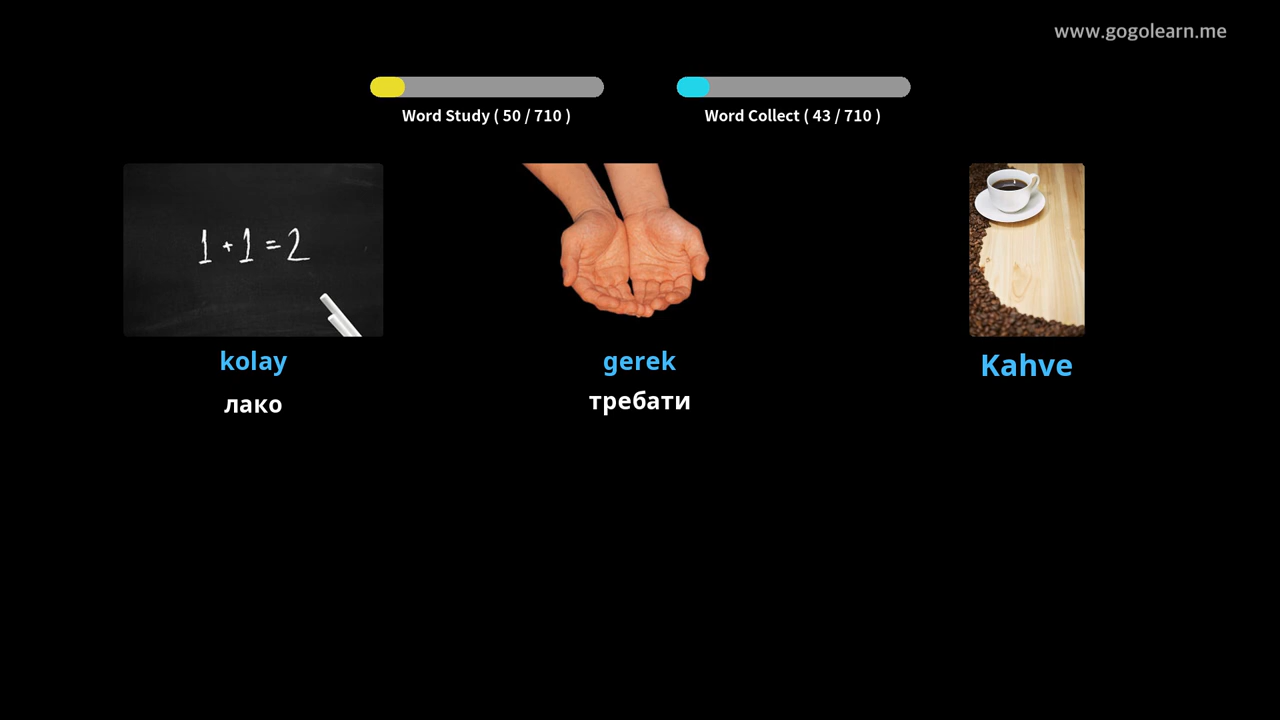 www.gogolearn.me
Word Study ( 50 / 710 )
Word Collect ( 43 / 710 )
1 + 1 = 2
kolay
gerek
Kahve
лако
требати